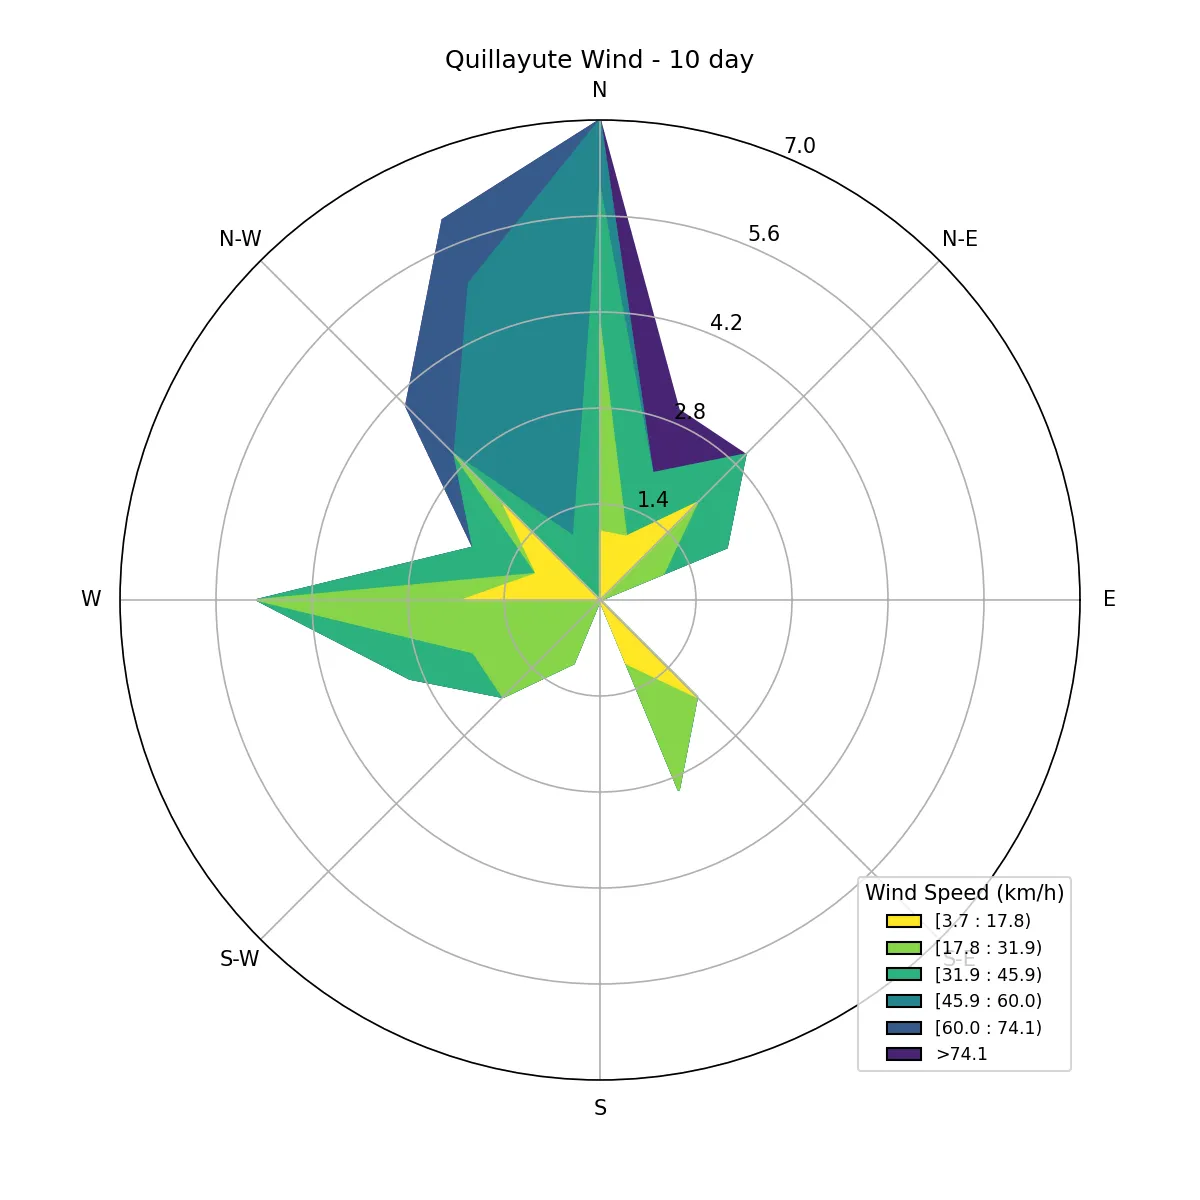 Quillayute Wind - 10 day
N
7.0
N-W
5.6
N-E
4.2
2.8
1.4
W
E
S-W
S-E
S
Wind Speed (km/h)
[3.7 : 17.8)
[17.8 : 31.9)
[31.9 : 45.9)
[45.9 : 60.0)
[60.0 : 74.1)
>74.1